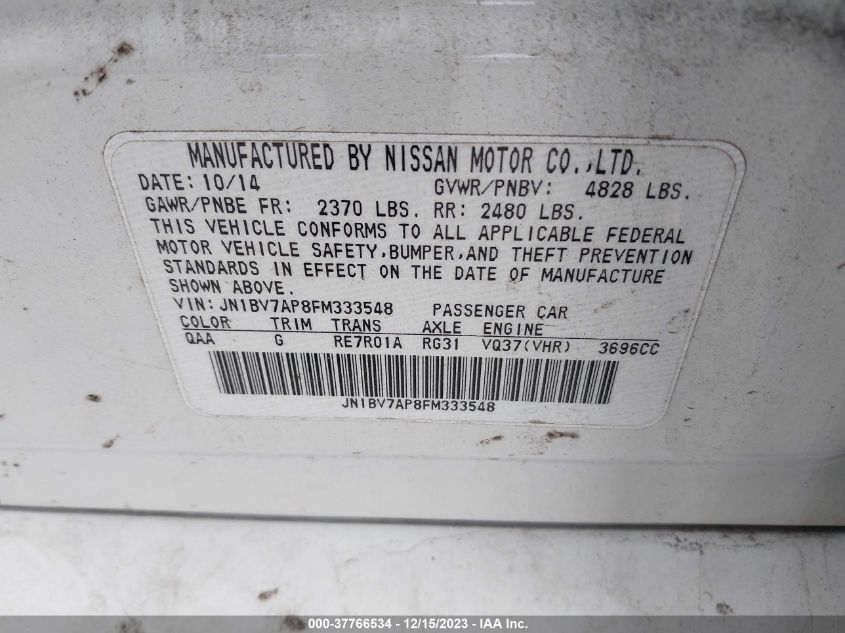 MANUFACTURED BY NISSAN MOTOR CO.,LTD.
DATE: 10/14 GVWR/PNBV: 4828 LBS.
GAWR/PNBE FR: 2370 LBS. RR: 2480 LBS.
THIS VEHICLE CONFORMS TO ALL APPLICABLE FEDERAL
MOTOR VEHICLE SAFETY,BUMPER,AND THEFT PREVENTION
STANDARDS IN EFFECT ON THE DATE OF MANUFACTURE
SHOWN ABOVE.
VIN: JN1BV7AP8FM333548 PASSENGER CAR
COLOR TRIM TRANS AXLE ENGINE
QAA G RE7R01A RG31 VQ37(VHR) 3696CC
JN1BV7AP8FM333548
000-37766534 - 12/15/2023 - IAA Inc.